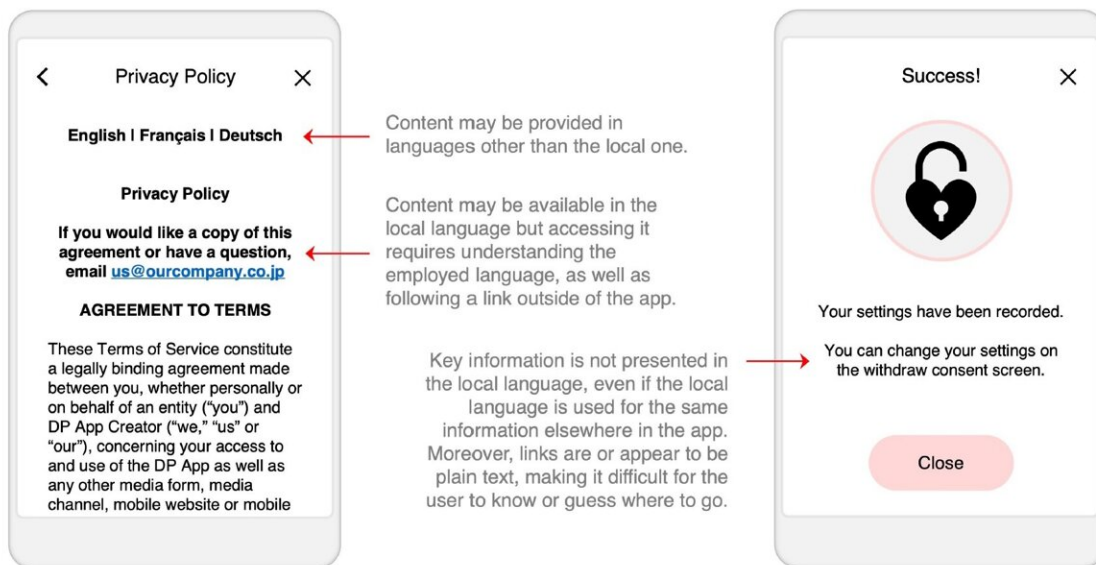 Privacy Policy
English | Français | Deutsch
Privacy Policy
If you would like a copy of this
agreement or have a question,
email us@ourcompany.co.jp
AGREEMENT TO TERMS
These Terms of Service constitute
a legally binding agreement made
between you, whether personally or
on behalf of an entity (“you”) and
DP App Creator (“we,” “us” or
“our”), concerning your access to
and use of the DP App as well as
any other media form, media
channel, mobile website or mobile
Content may be provided in
languages other than the local one.
Content may be available in the
local language but accessing it
requires understanding the
employed language, as well as
following a link outside of the app.
Key information is not presented in
the local language, even if the local
language is used for the same
information elsewhere in the app.
Moreover, links are or appear to be
plain text, making it difficult for the
user to know or guess where to go.
Success!
Your settings have been recorded.
You can change your settings on
the withdraw consent screen.
Close